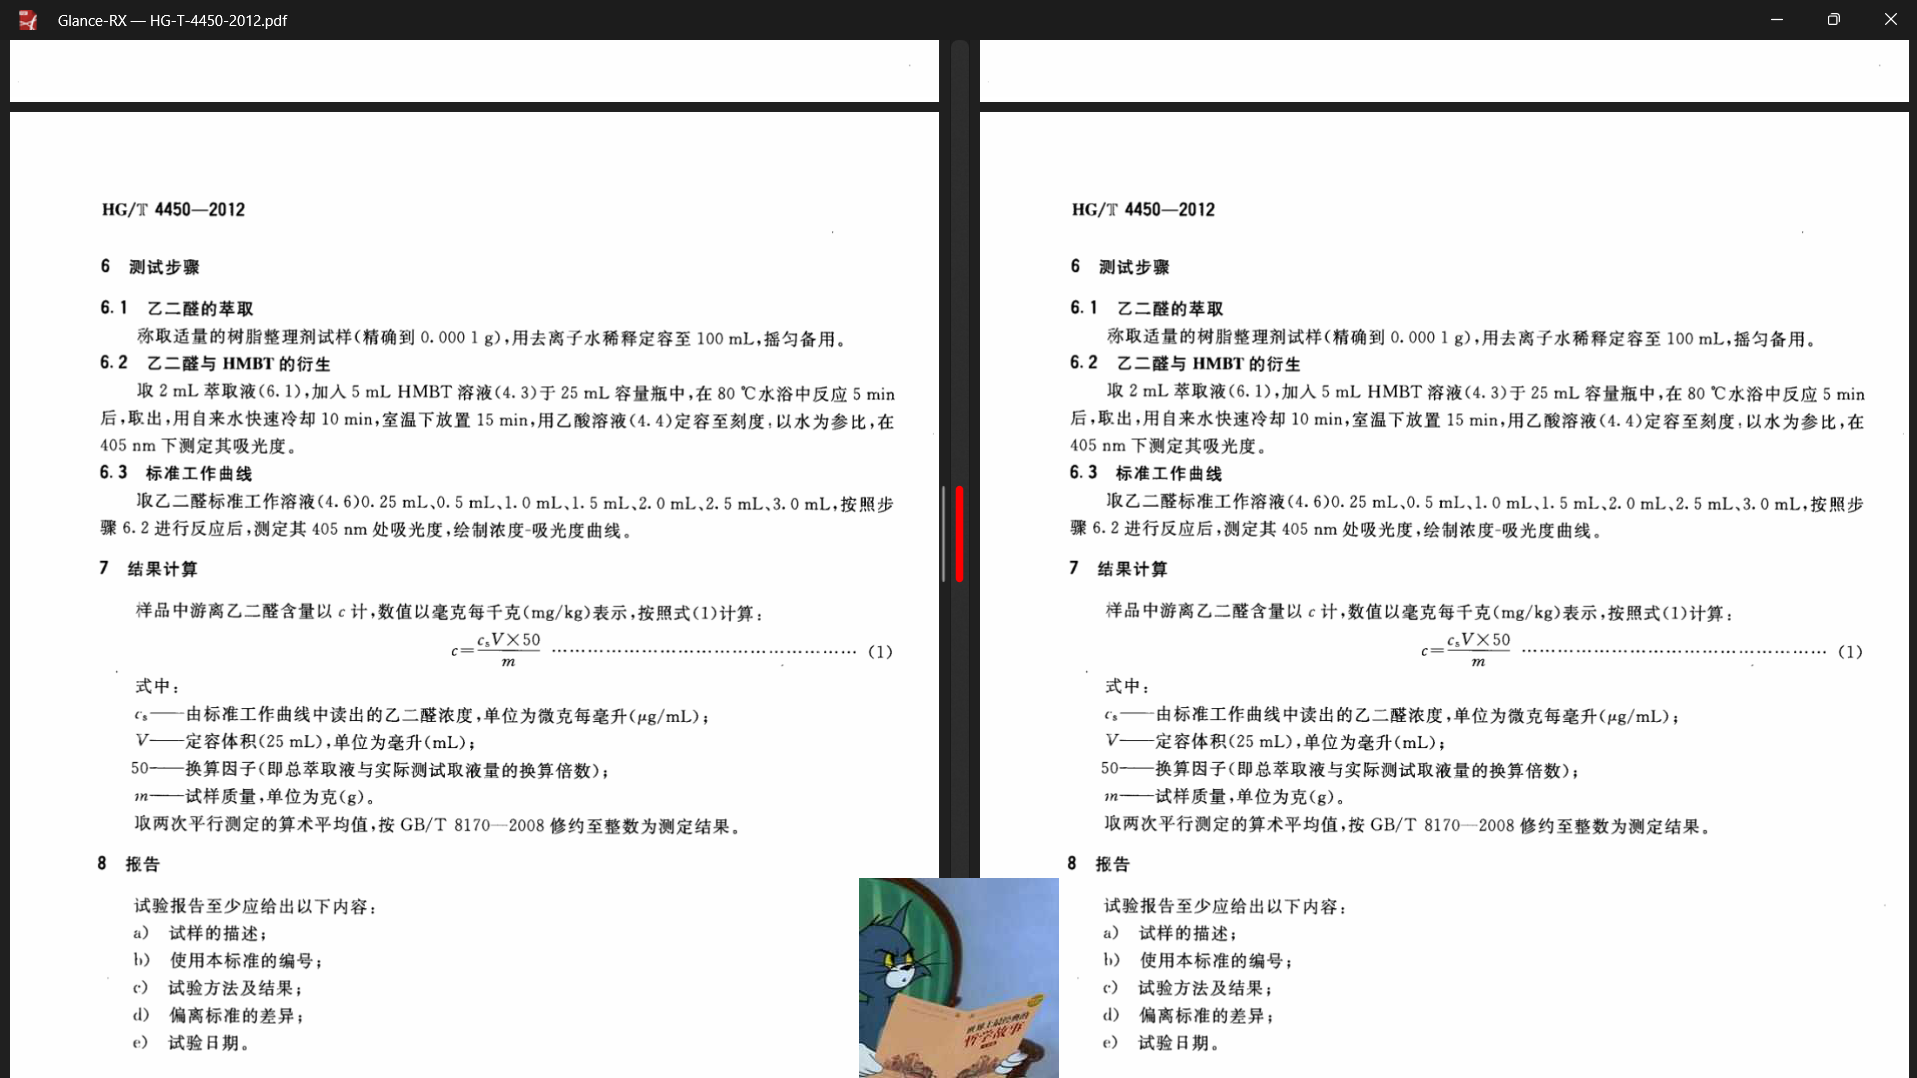 Glance-RX — HG-T-4450-2012.pdf
HG/T 4450—2012
6 测试步骤
6.1 乙二醛的萃取
称取适量的树脂整理剂试样(精确到 0.000 1 g),用去离子水稀释定容至 100 mL,摇匀备用。
6.2 乙二醛与 HMBT 的衍生
取 2 mL 萃取液(6.1),加入 5 mL HMBT 溶液(4.3)于 25 mL 容量瓶中,在 80 ℃水浴中反应 5 min
后,取出,用自来水快速冷却 10 min,室温下放置 15 min,用乙酸溶液(4.4)定容至刻度,以水为参比,在
405 nm 下测定其吸光度。
6.3 标准工作曲线
取乙二醛标准工作溶液(4.6)0.25 mL、0.5 mL、1.0 mL、1.5 mL、2.0 mL、2.5 mL、3.0 mL,按照步
骤 6.2 进行反应后,测定其 405 nm 处吸光度,绘制浓度-吸光度曲线。
7 结果计算
样品中游离乙二醛含量以 c 计,数值以毫克每千克(mg/kg)表示,按照式(1)计算:
c=csV×50/m ……………………………………………(1)
式中:
cs——由标准工作曲线中读出的乙二醛浓度,单位为微克每毫升(μg/mL);
V——定容体积(25 mL),单位为毫升(mL);
50——换算因子(即总萃取液与实际测试取液量的换算倍数);
m——试样质量,单位为克(g)。
取两次平行测定的算术平均值,按 GB/T 8170—2008 修约至整数为测定结果。
8 报告
试验报告至少应给出以下内容:
a) 试样的描述;
b) 使用本标准的编号;
c) 试验方法及结果;
d) 偏离标准的差异;
e) 试验日期。
HG/T 4450—2012
6 测试步骤
6.1 乙二醛的萃取
称取适量的树脂整理剂试样(精确到 0.000 1 g),用去离子水稀释定容至 100 mL,摇匀备用。
6.2 乙二醛与 HMBT 的衍生
取 2 mL 萃取液(6.1),加入 5 mL HMBT 溶液(4.3)于 25 mL 容量瓶中,在 80 ℃水浴中反应 5 min
后,取出,用自来水快速冷却 10 min,室温下放置 15 min,用乙酸溶液(4.4)定容至刻度,以水为参比,在
405 nm 下测定其吸光度。
6.3 标准工作曲线
取乙二醛标准工作溶液(4.6)0.25 mL、0.5 mL、1.0 mL、1.5 mL、2.0 mL、2.5 mL、3.0 mL,按照步
骤 6.2 进行反应后,测定其 405 nm 处吸光度,绘制浓度-吸光度曲线。
7 结果计算
样品中游离乙二醛含量以 c 计,数值以毫克每千克(mg/kg)表示,按照式(1)计算:
c=csV×50/m ……………………………………………(1)
式中:
cs——由标准工作曲线中读出的乙二醛浓度,单位为微克每毫升(μg/mL);
V——定容体积(25 mL),单位为毫升(mL);
50——换算因子(即总萃取液与实际测试取液量的换算倍数);
m——试样质量,单位为克(g)。
取两次平行测定的算术平均值,按 GB/T 8170—2008 修约至整数为测定结果。
8 报告
试验报告至少应给出以下内容:
a) 试样的描述;
b) 使用本标准的编号;
c) 试验方法及结果;
d) 偏离标准的差异;
e) 试验日期。
世界上最经典的
哲学故事